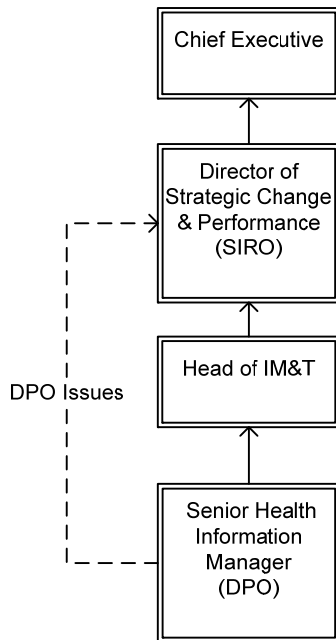 Chief Executive
Director of
Strategic Change
& Performance
(SIRO)
Head of IM&T
DPO Issues
Senior Health
Information
Manager
(DPO)